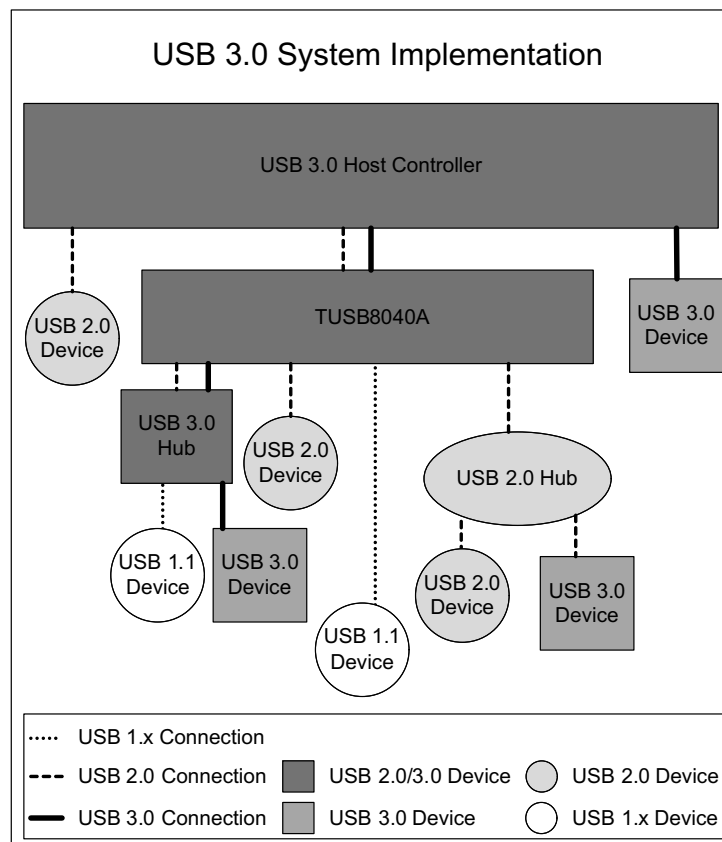 USB 3.0 System Implementation
USB 3.0 Host Controller
USB 2.0
Device
TUSB8040A
USB 3.0
Device
USB 3.0
Hub
USB 2.0
Device
USB 2.0 Hub
USB 1.1
Device
USB 3.0
Device
USB 1.1
Device
USB 2.0
Device
USB 3.0
Device
USB 1.x Connection
USB 2.0 Connection
USB 2.0/3.0 Device
USB 2.0 Device
USB 3.0 Connection
USB 3.0 Device
USB 1.x Device